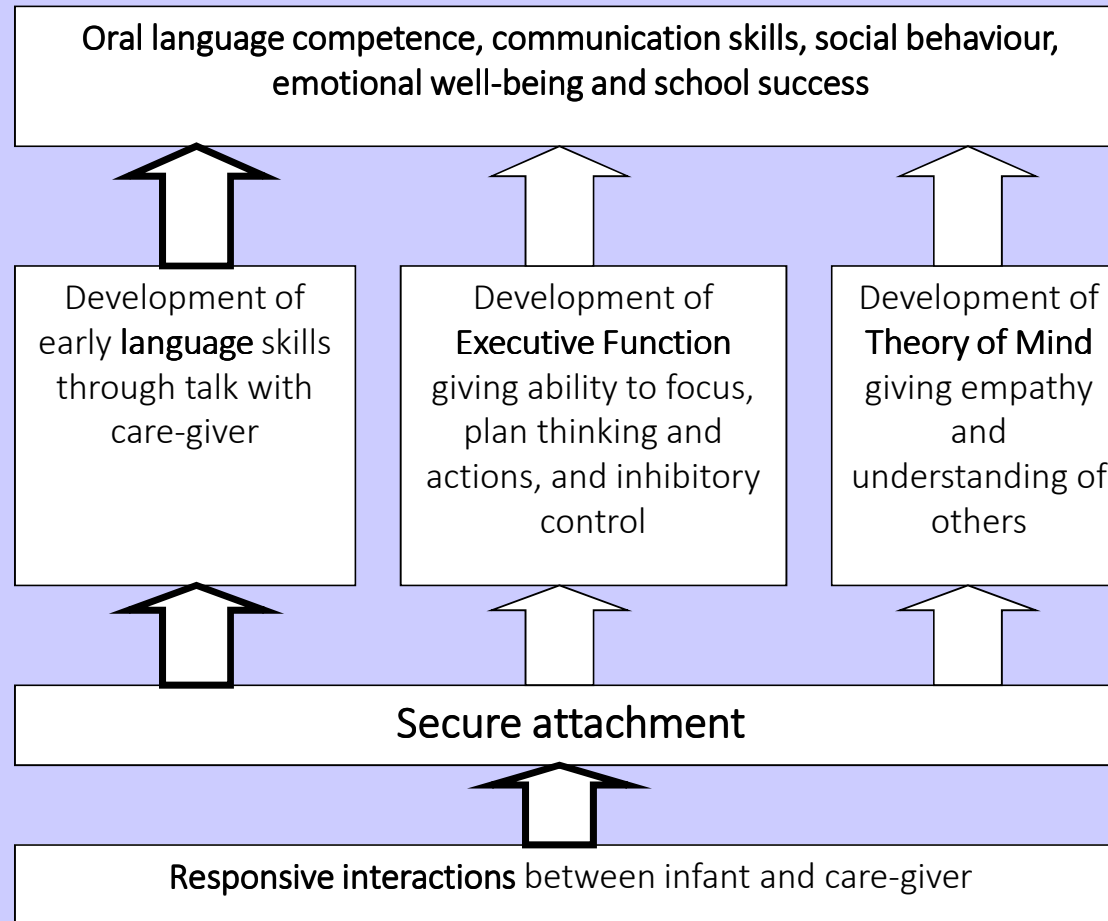 Oral language competence, communication skills, social behaviour,
emotional well-being and school success
Development of
early language skills
through talk with
care-giver
Development of
Executive Function
giving ability to focus,
plan thinking and
actions, and inhibitory
control
Development of
Theory of Mind
giving empathy
and
understanding of
others
Secure attachment
Responsive interactions between infant and care-giver